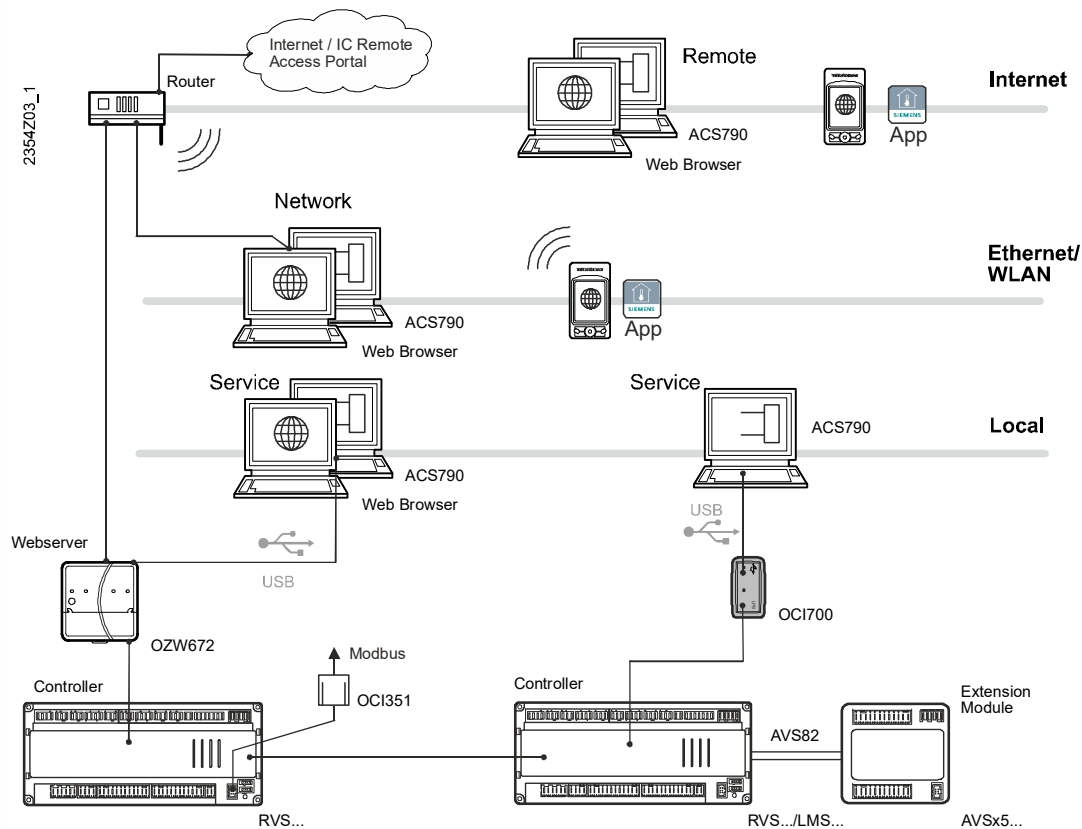 Internet / IC Remote
Access Portal
Router
2354Z03_1
Remote
Internet
ACS790
Web Browser
SIEMENS
App
Network
Ethernet/
WLAN
ACS790
Web Browser
SIEMENS
App
Service
Service
ACS790
Local
ACS790
Web Browser
USB
USB
Webserver
OCI700
OZW672
Modbus
OCI351
Controller
Controller
Extension
Module
AVS82
RVS...
RVS.../LMS...
AVSx5...